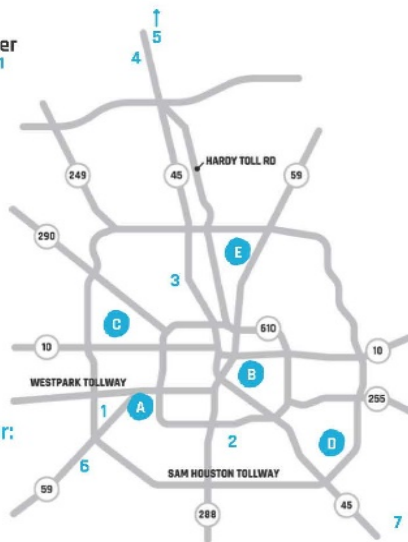 5
er
1
4
HARDY TOLL RD
249
45
59
290
E
3
C
610
10
10
WESTPARK TOLLWAY
B
255
A
1
r:
2
D
6
SAM HOUSTON TOLLWAY
59
288
45
7